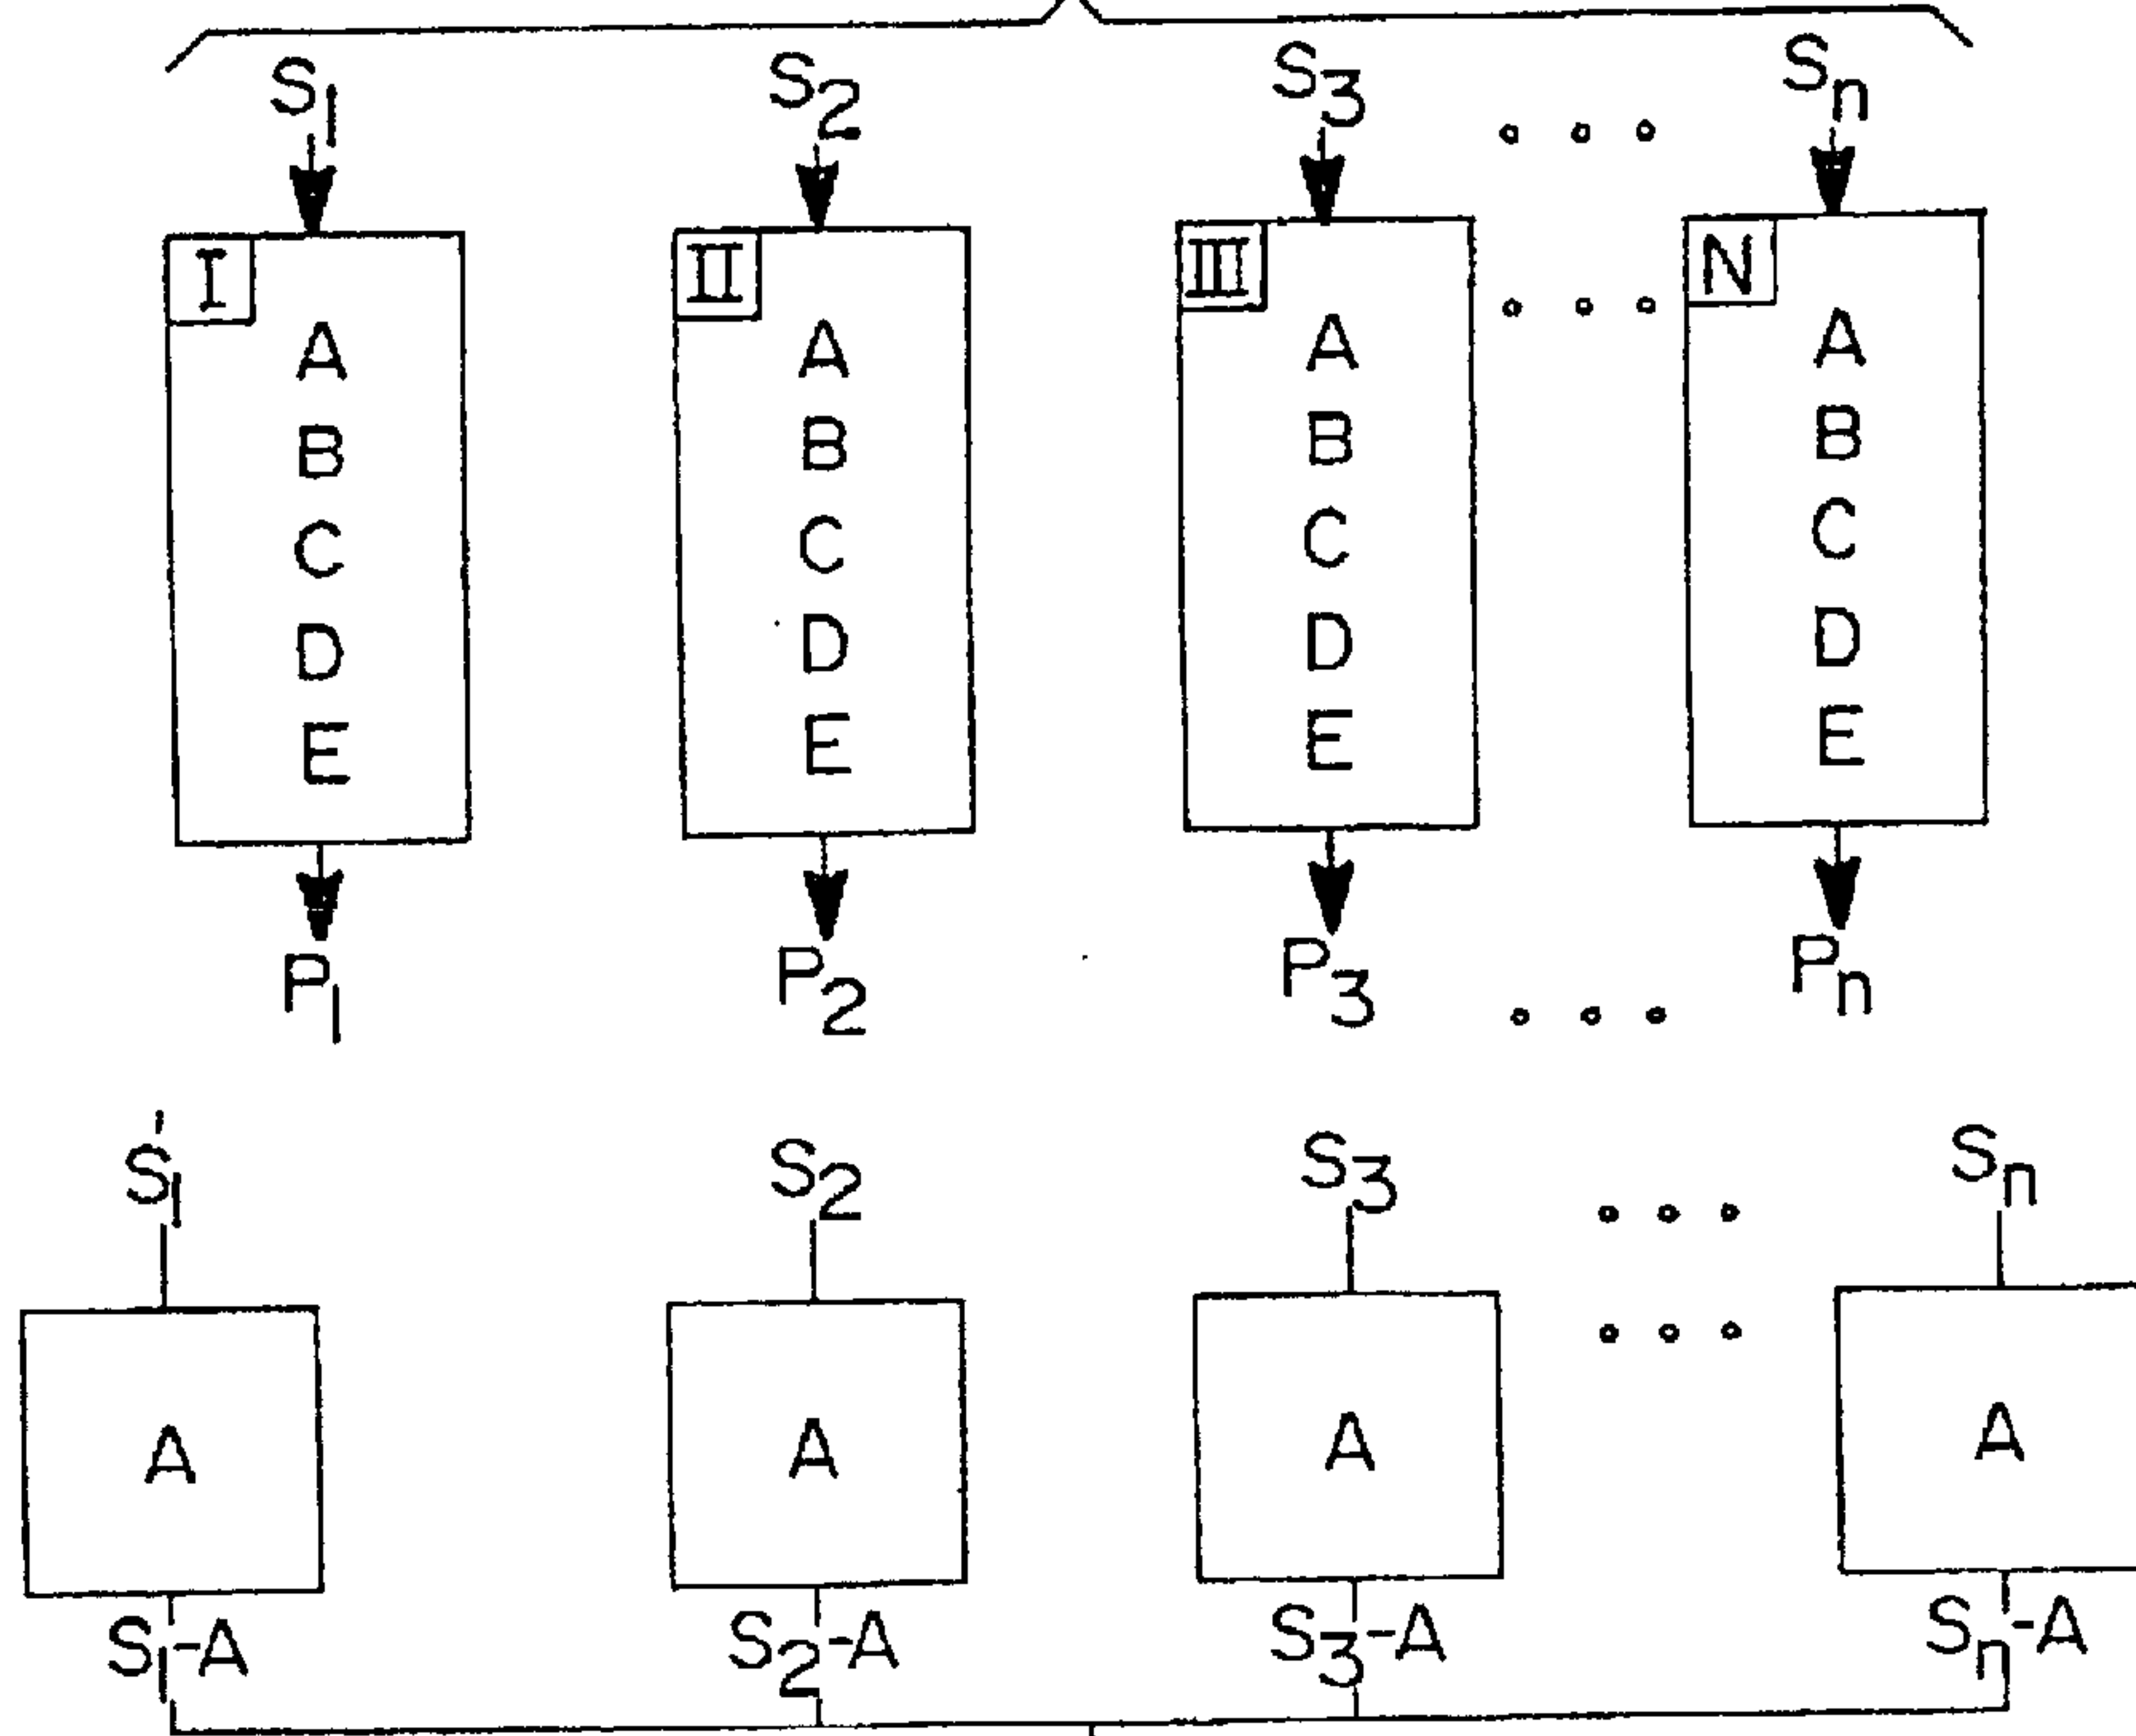 S1 S2 S3 Sn
I II III N
A A A A
B B B B
C C C C
D D D D
E E E E
P1 P2 P3 Pn
S1 S2 S3 Sn
A A A A
S1-A S2-A S3-A Sn-A